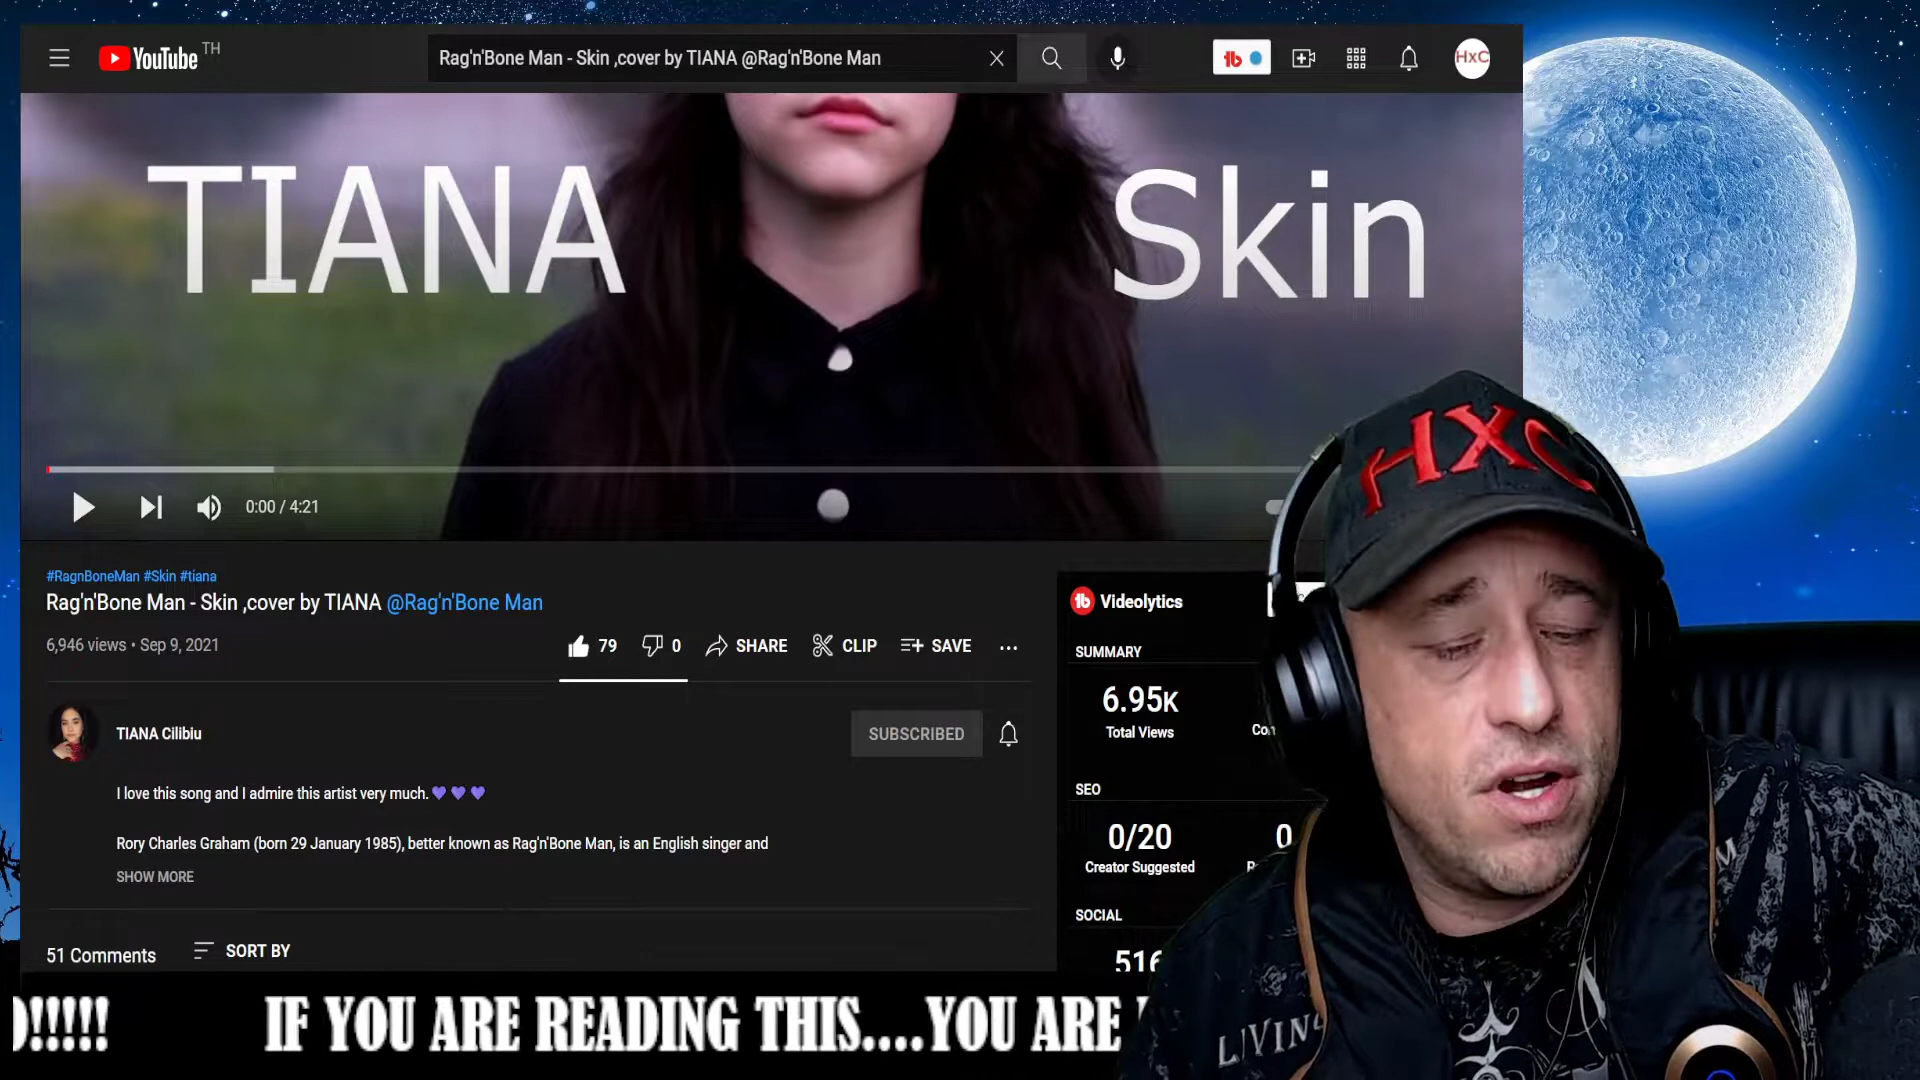 YouTube TH
Rag'n'Bone Man - Skin ,cover by TIANA @Rag'n'Bone Man
HxC
TIANA Skin
HXC
0:00 / 4:21
#RagnBoneMan #Skin #tiana
Rag'n'Bone Man - Skin ,cover by TIANA @Rag'n'Bone Man
6,946 views • Sep 9, 2021
79 0 SHARE CLIP SAVE ...
TIANA Cilibiu
SUBSCRIBED
I love this song and I admire this artist very much.💜💜💜
Rory Charles Graham (born 29 January 1985), better known as Rag'n'Bone Man, is an English singer and
SHOW MORE
51 Comments SORT BY
tb Videolytics
SUMMARY
6.95K
Total Views
SEO
0/20 0
Creator Suggested
SOCIAL
516
LIVING
!!!!! IF YOU ARE READING THIS....YOU ARE